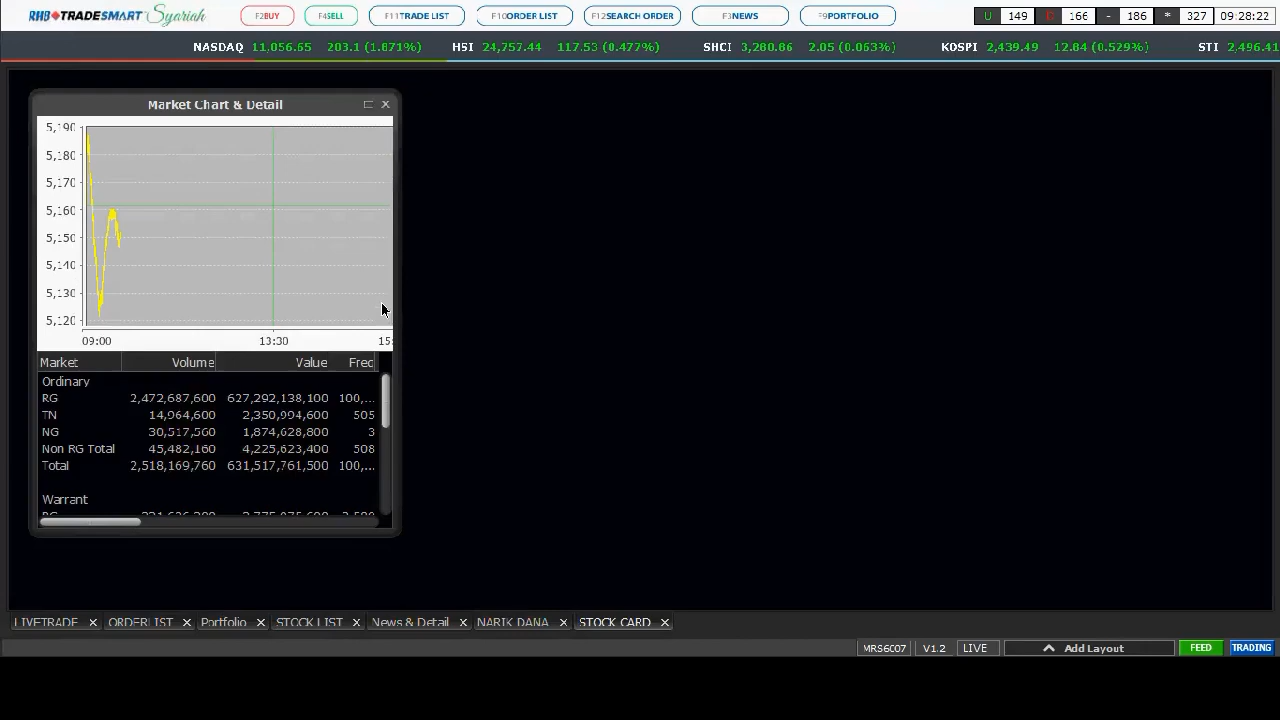 RHB TRADESMART Syariah F2BUY F4SELL F11TRADE LIST F10ORDER LIST F12SEARCH ORDER F3NEWS F9PORTFOLIO U 149 D 166 - 186 * 327 09:28:22
NASDAQ 11,056.65 203.1 (1.871%) HSI 24,757.44 117.53 (0.477%) SHCI 3,280.86 2.05 (0.063%) KOSPI 2,439.49 12.84 (0.529%) STI 2,496.41
Market Chart & Detail
5,190
5,180
5,170
5,160
5,150
5,140
5,130
5,120
09:00 13:30 15:
Market Volume Value Freq
Ordinary
RG 2,472,687,600 627,292,138,100 100,...
TN 14,964,600 2,350,994,600 505
NG 30,517,560 1,874,628,800 3
Non RG Total 45,482,160 4,225,623,400 508
Total 2,518,169,760 631,517,761,500 100,...
Warrant
LIVETRADE ORDERLIST Portfolio STOCK LIST News & Detail NARIK DANA STOCK CARD
MRS6007 V1.2 LIVE Add Layout FEED TRADING